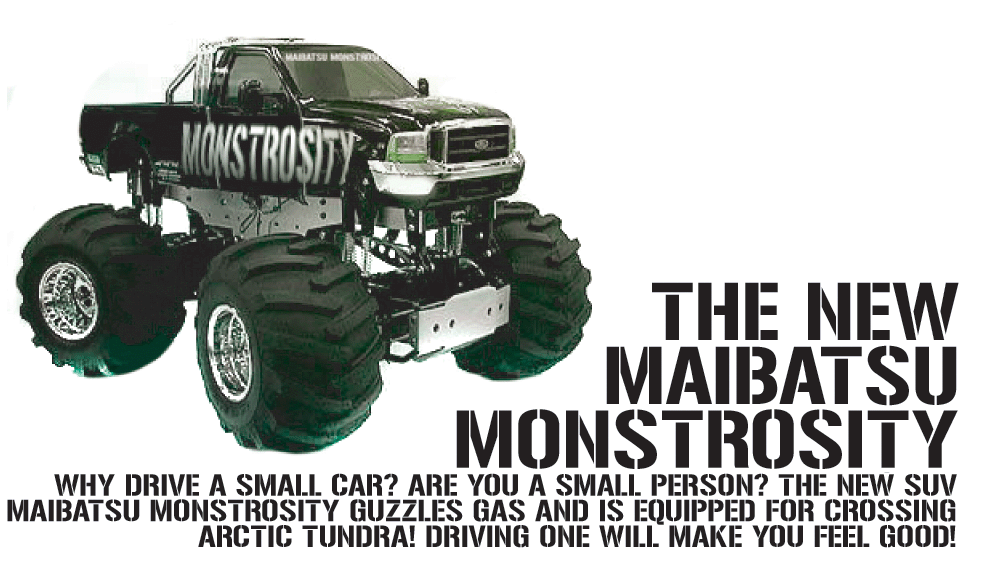 MAIBATSU MONSTROSITY
MONSTROSITY
THE NEW
MAIBATSU
MONSTROSITY
WHY DRIVE A SMALL CAR? ARE YOU A SMALL PERSON? THE NEW SUV
MAIBATSU MONSTROSITY GUZZLES GAS AND IS EQUIPPED FOR CROSSING
ARCTIC TUNDRA! DRIVING ONE WILL MAKE YOU FEEL GOOD!